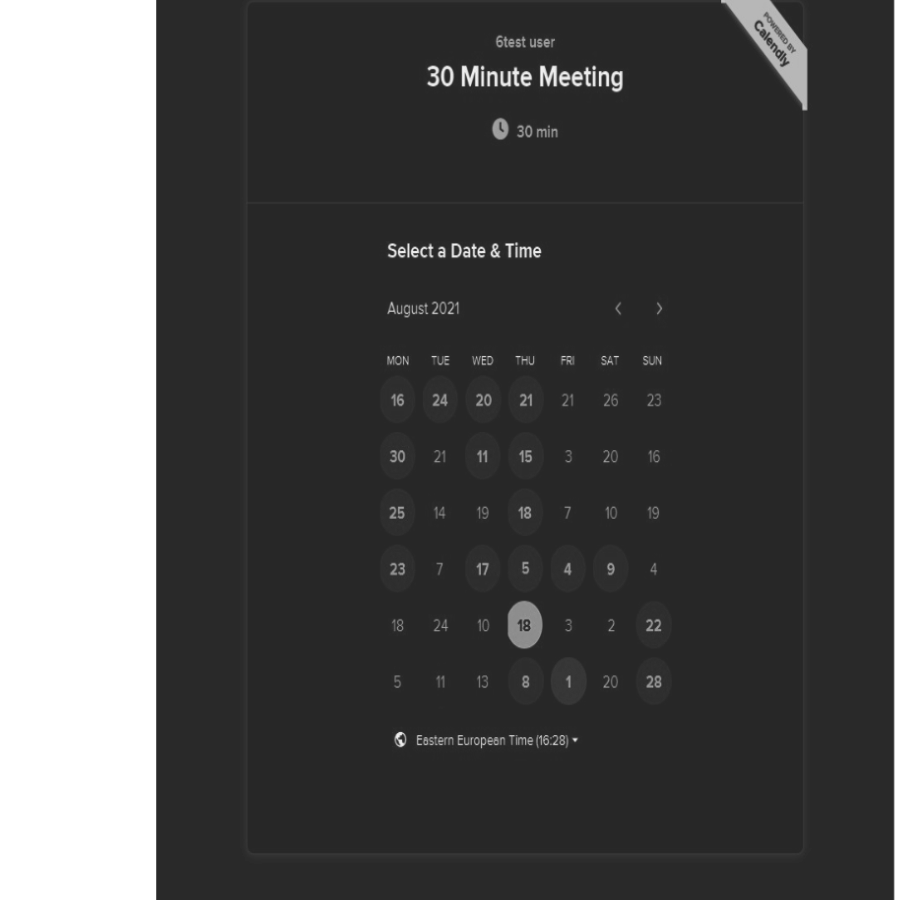 POWERED BY
Calendly
6test user
30 Minute Meeting
30 min
Select a Date & Time
August 2021
MON TUE WED THU FRI SAT SUN
16 24 20 21 21 26 23
30 21 11 15 3 20 16
25 14 19 18 7 10 19
23 7 17 5 4 9 4
18 24 10 18 3 2 22
5 11 13 8 1 20 28
Eastern European Time (16:28)